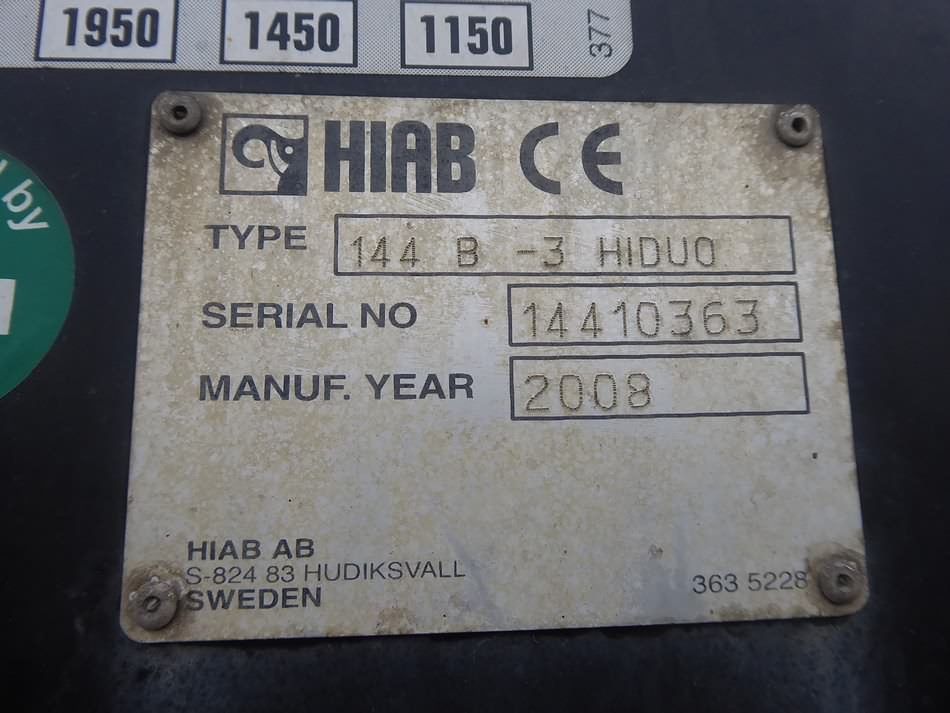 1950 1450 1150
377
by
HIAB CE
TYPE 144 B -3 HIDUO
SERIAL NO 14410363
MANUF. YEAR 2008
HIAB AB
S-824 83 HUDIKSVALL
SWEDEN
363 5228